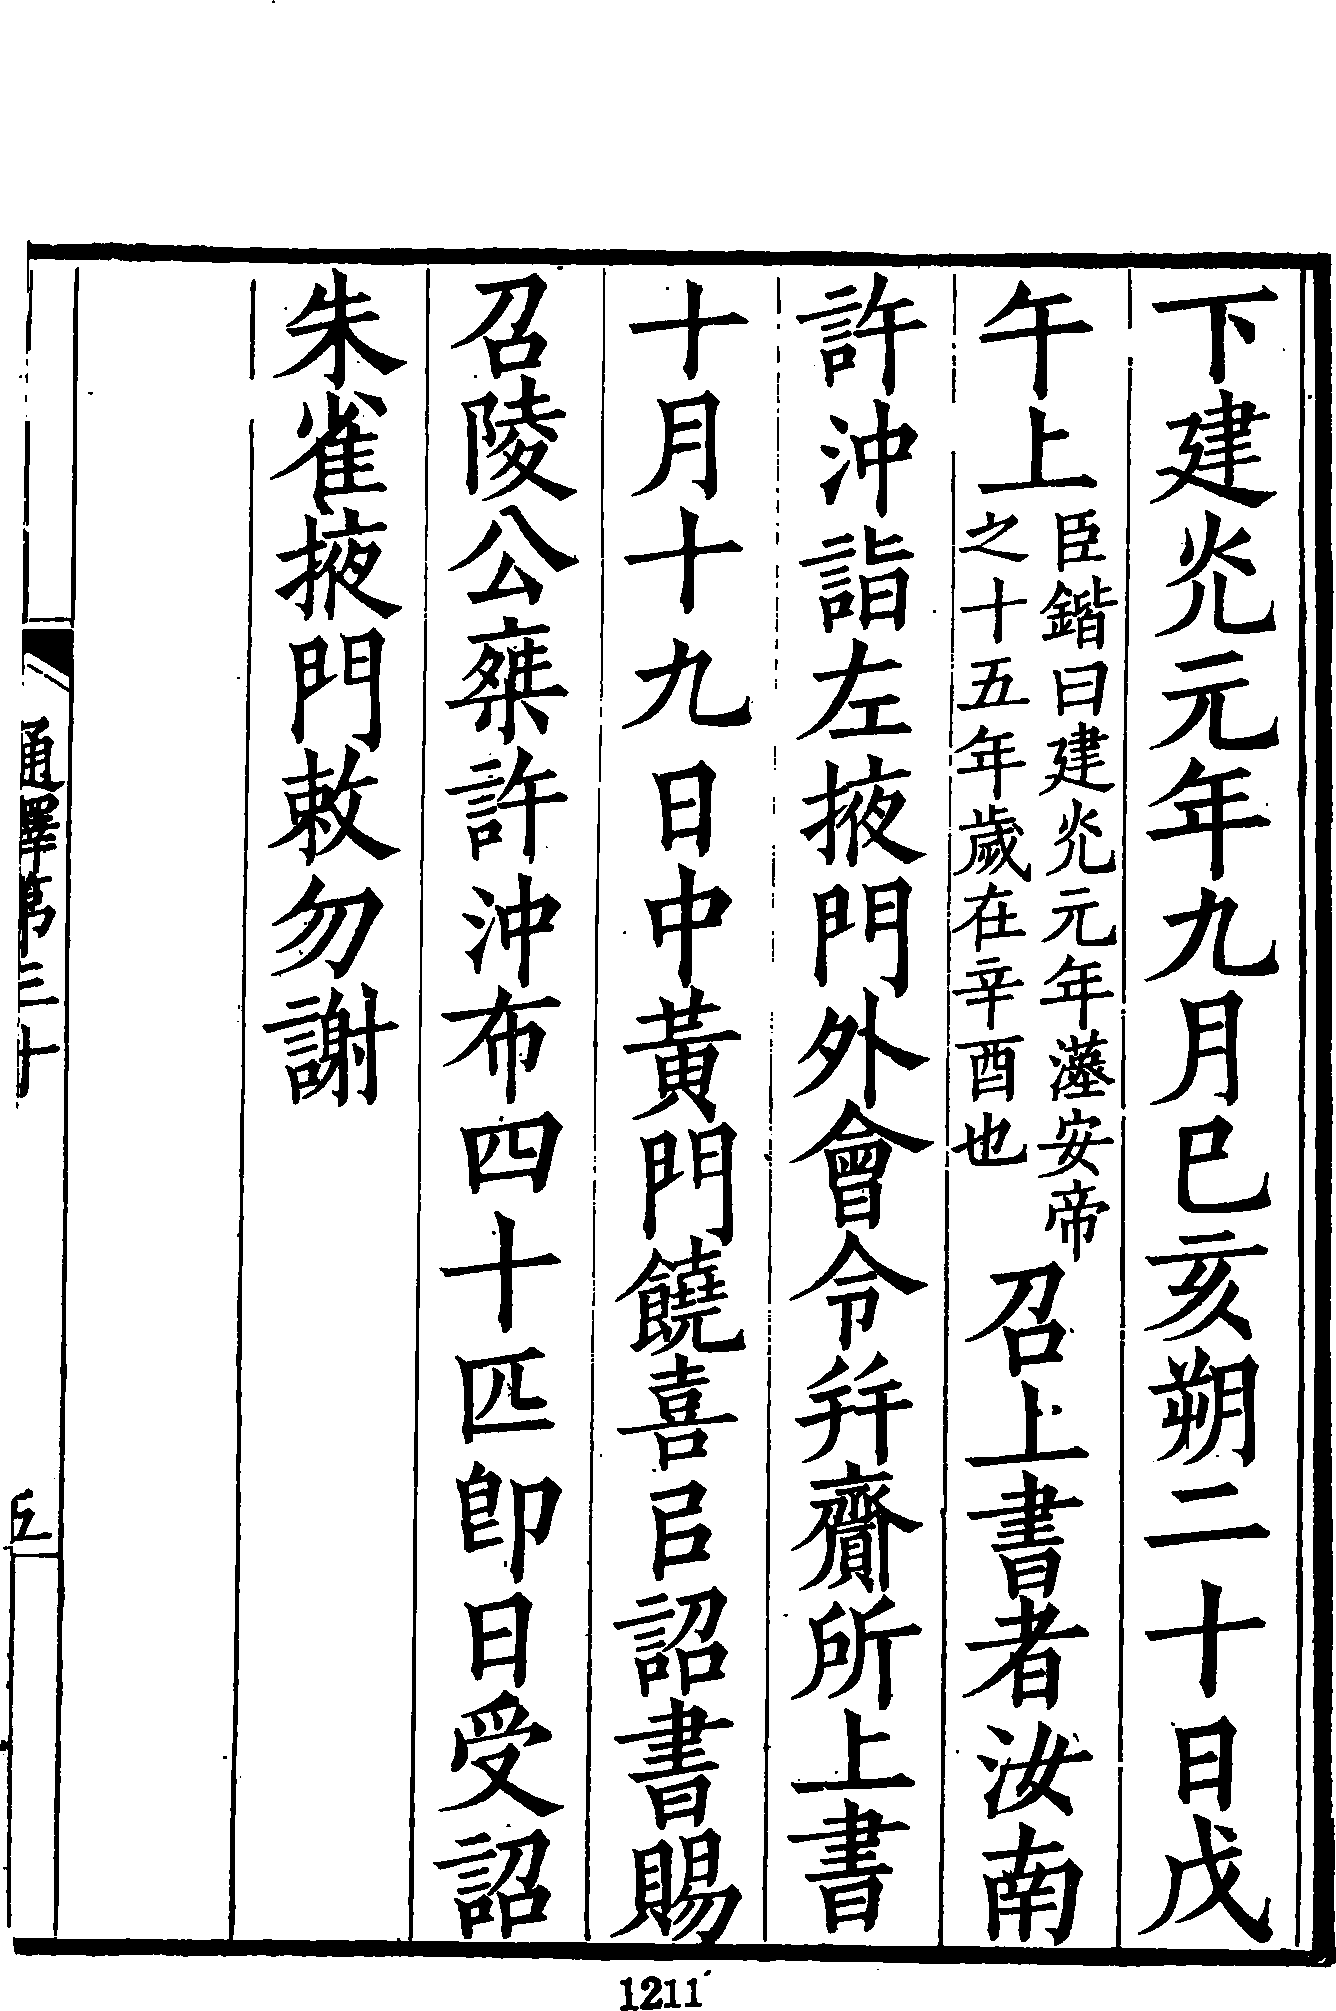 下建灮元年九月巳亥朔二十日戊
午上臣鍇曰建灮元年漢安帝之十五年歲在辛酉也召上書者汝南
許沖詣左掖門外會令幷齎所上書
十月十九日中黃門饒喜㠯詔書賜
召陵公椉許沖布四十匹即日受詔
朱雀掖門敕勿謝
通釋第三十 五
1211